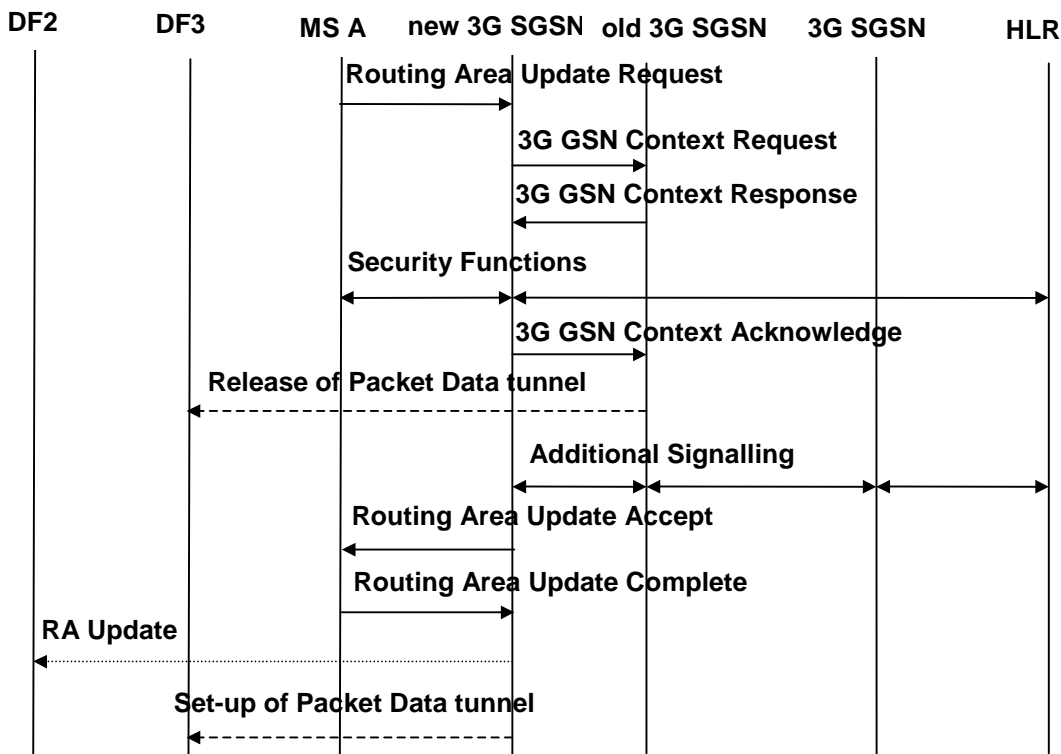 DF2
DF3
MS A
new 3G SGSN
old 3G SGSN
3G SGSN
HLR
Routing Area Update Request
3G GSN Context Request
3G GSN Context Response
Security Functions
3G GSN Context Acknowledge
Release of Packet Data tunnel
Additional Signalling
Routing Area Update Accept
Routing Area Update Complete
RA Update
Set-up of Packet Data tunnel